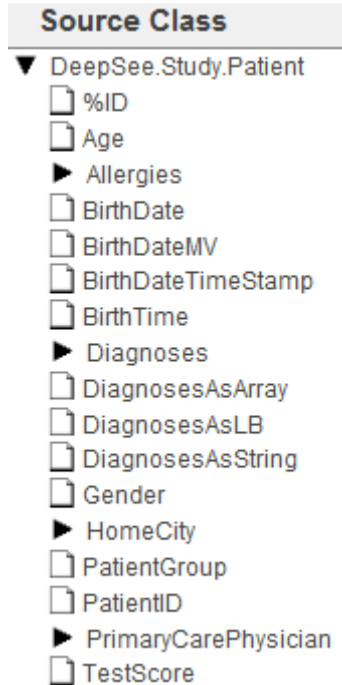 Source Class
DeepSee.Study.Patient
%ID
Age
Allergies
BirthDate
BirthDateMV
BirthDateTimeStamp
BirthTime
Diagnoses
DiagnosesAsArray
DiagnosesAsLB
DiagnosesAsString
Gender
HomeCity
PatientGroup
PatientID
PrimaryCarePhysician
TestScore